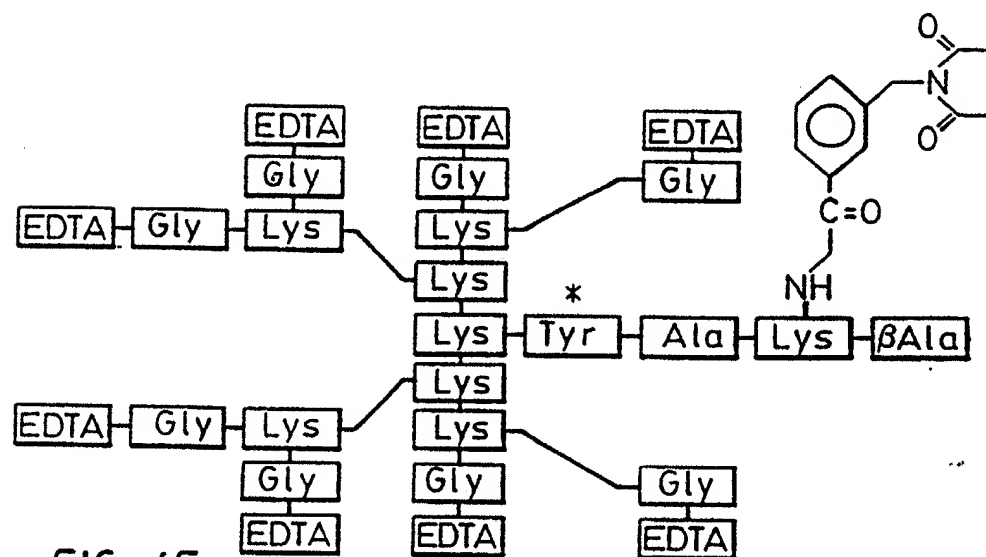 O
N
EDTA EDTA EDTA O
Gly Gly Gly
EDTA Gly Lys Lys C=O
Lys * NH
Lys Tyr Ala Lys βAla
Lys
EDTA Gly Lys Lys
Gly Gly Gly
EDTA EDTA EDTA
FIG.